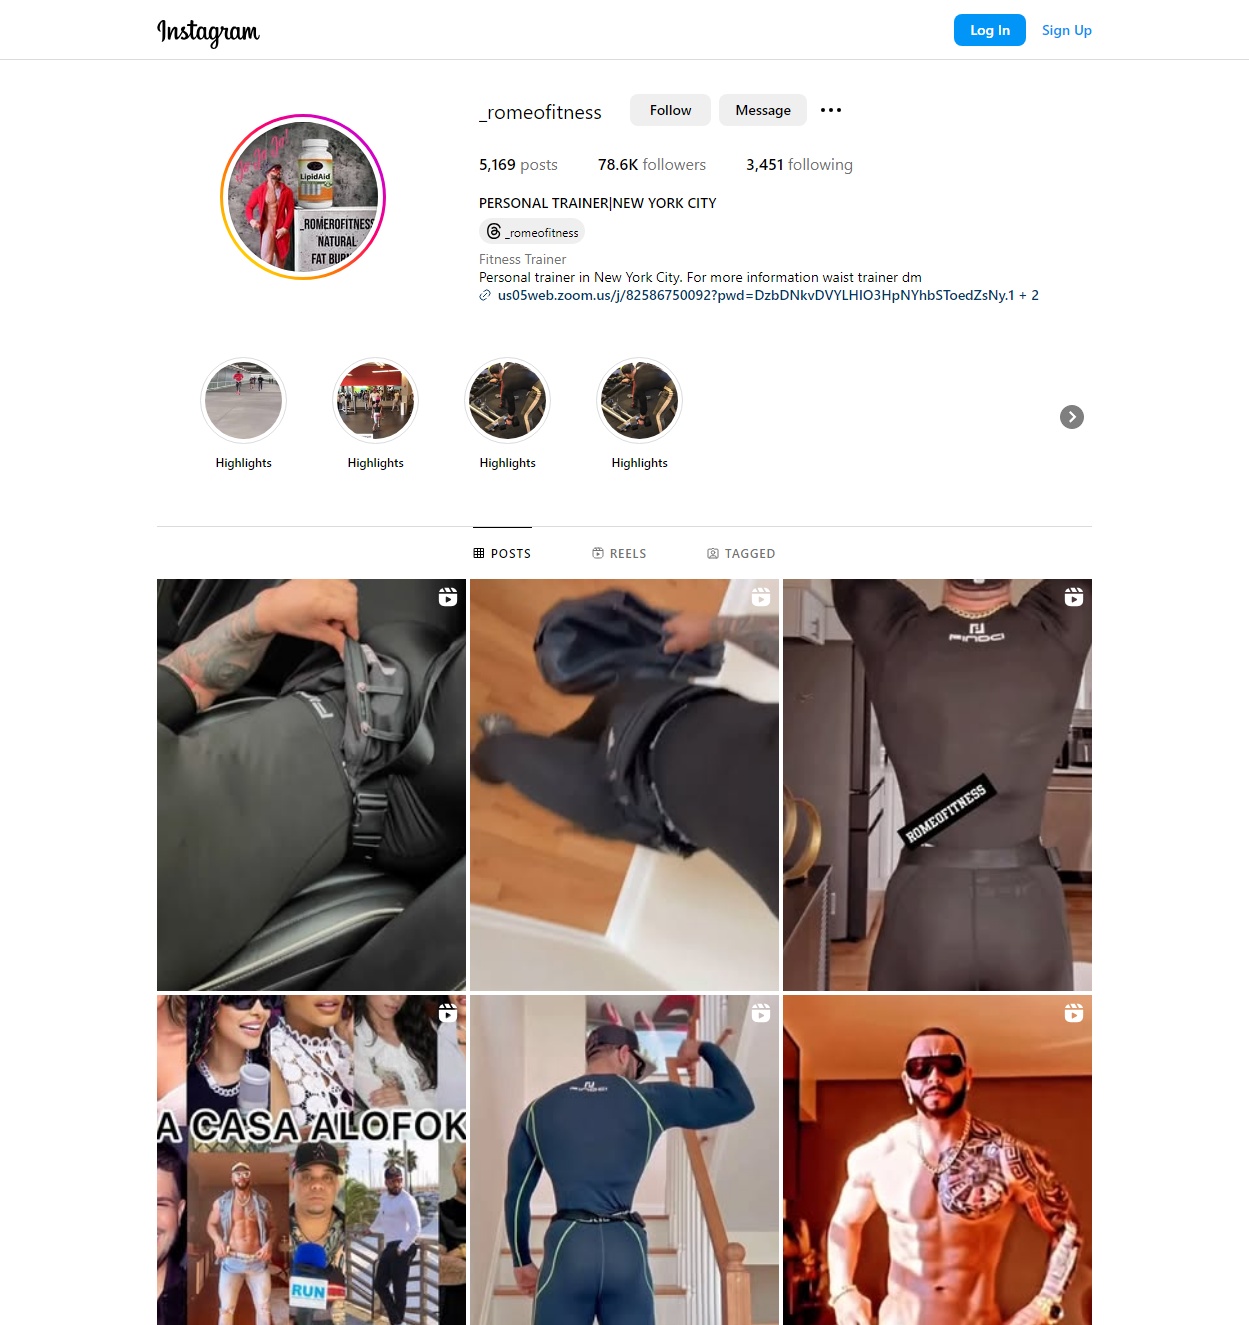 Instagram
Log In
Sign Up
_romeofitness
Follow
Message
5,169 posts
78.6K followers
3,451 following
PERSONAL TRAINER|NEW YORK CITY
_romeofitness
Fitness Trainer
Personal trainer in New York City. For more information waist trainer dm
us05web.zoom.us/j/82586750092?pwd=DzbDNkvDVYLHIO3HpNYhbSToedZsNy.1 + 2
LipidAid
_ROMEROFITNESS
NATURAL
FAT BUR
Highlights
Highlights
Highlights
Highlights
POSTS
REELS
TAGGED
ROMEOFITNESS
A CASA ALOFOK
RUN